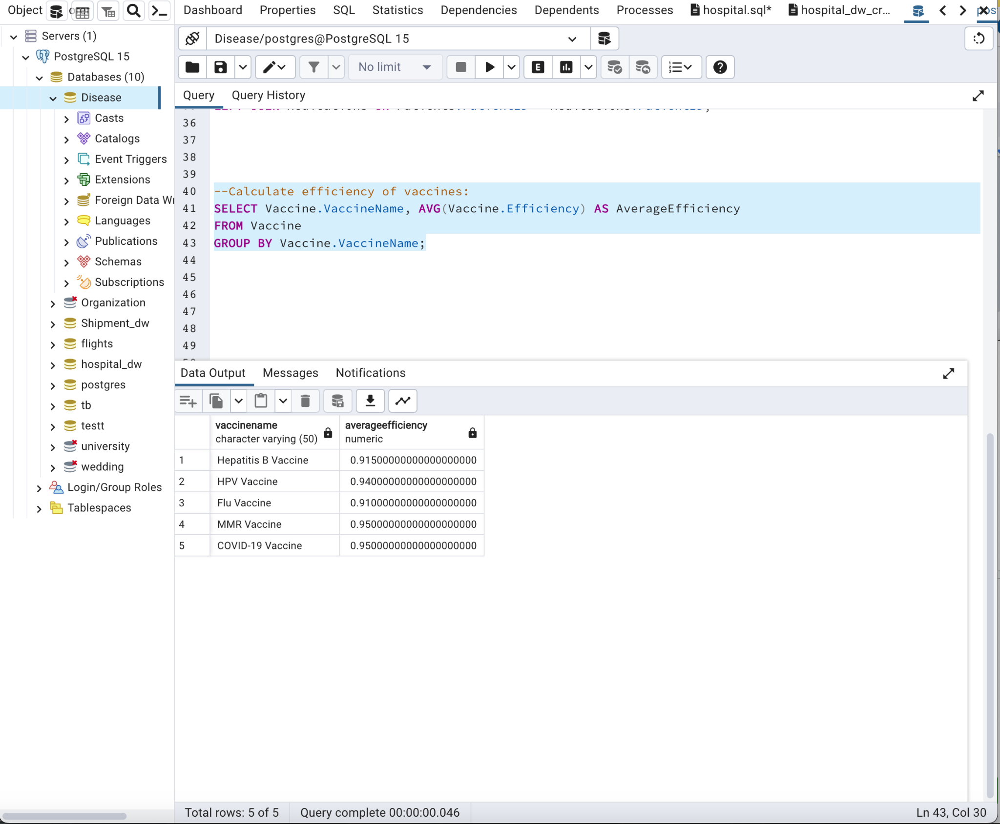 Object
Dashboard Properties SQL Statistics Dependencies Dependents Processes hospital.sql* hospital_dw_cr...
Servers (1)
PostgreSQL 15
Databases (10)
Disease
Casts
Catalogs
Event Triggers
Extensions
Foreign Data
Languages
Publications
Schemas
Subscriptions
Organization
Shipment_dw
flights
hospital_dw
postgres
tb
testt
university
wedding
Login/Group Roles
Tablespaces
Disease/postgres@PostgreSQL 15
No limit
E
Query Query History
36
37
38
39
40 --Calculate efficiency of vaccines:
41 SELECT Vaccine.VaccineName, AVG(Vaccine.Efficiency) AS AverageEfficiency
42 FROM Vaccine
43 GROUP BY Vaccine.VaccineName;
44
45
46
47
48
49
Data Output Messages Notifications
vaccinename averageefficiency
character varying (50) numeric
1 Hepatitis B Vaccine 0.91500000000000000000
2 HPV Vaccine 0.94000000000000000000
3 Flu Vaccine 0.91000000000000000000
4 MMR Vaccine 0.95000000000000000000
5 COVID-19 Vaccine 0.95000000000000000000
Total rows: 5 of 5 Query complete 00:00:00.046 Ln 43, Col 30